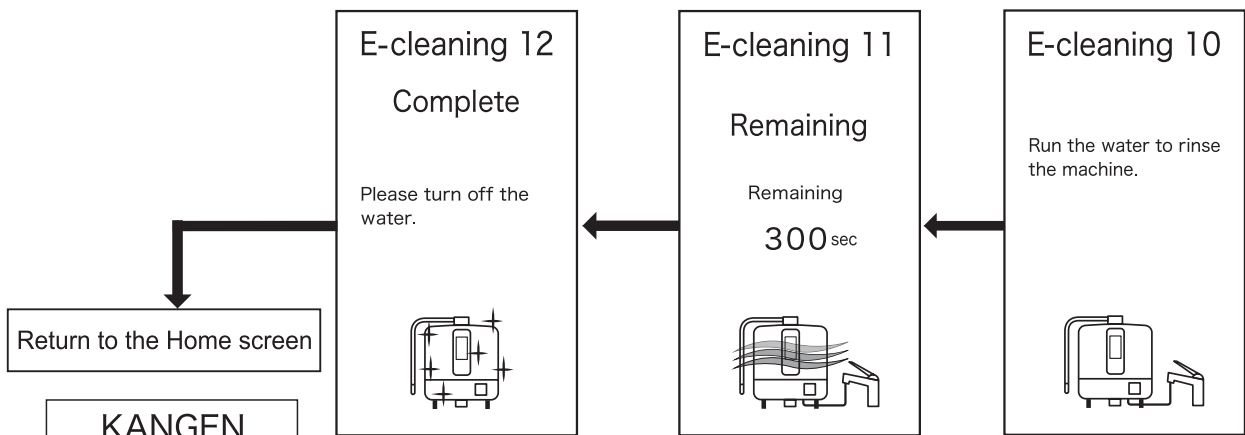 E-cleaning 12
Complete
Please turn off the
water.
E-cleaning 11
Remaining
Remaining
300 sec
E-cleaning 10
Run the water to rinse
the machine.
Return to the Home screen
KANGEN